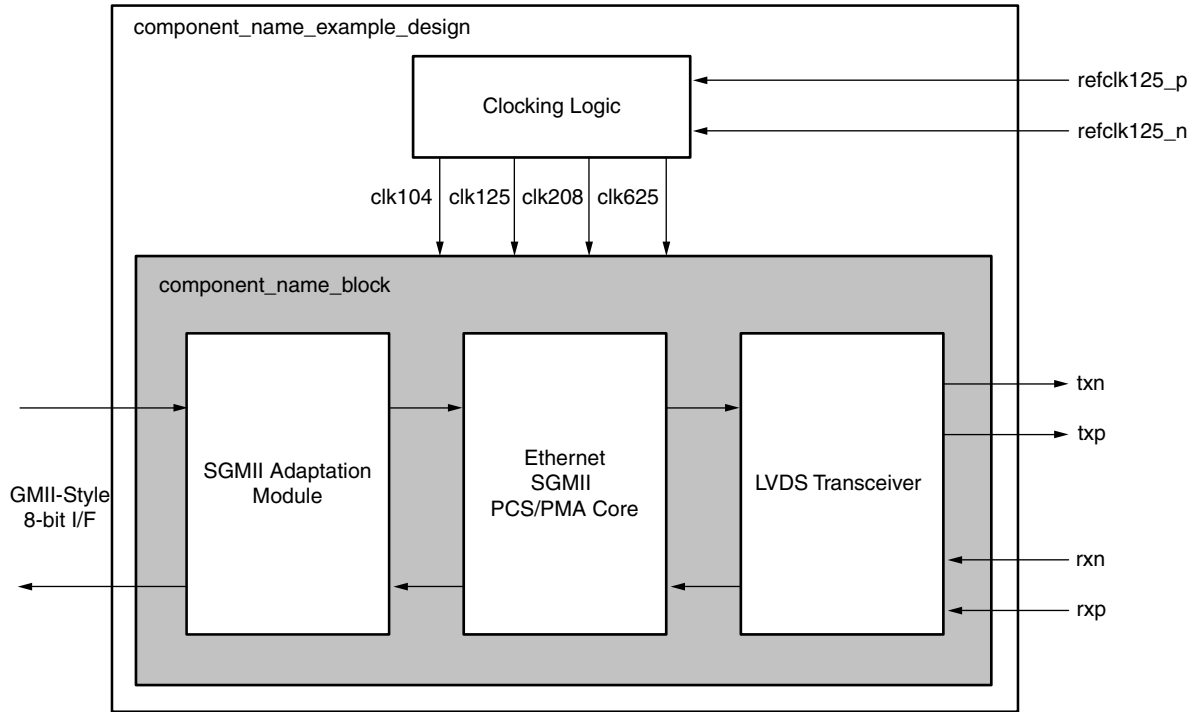 component_name_example_design
Clocking Logic
refclk125_p
refclk125_n
clk104
clk125
clk208
clk625
component_name_block
GMII-Style
8-bit I/F
SGMII Adaptation
Module
Ethernet
SGMII
PCS/PMA Core
LVDS Transceiver
txn
txp
rxn
rxp